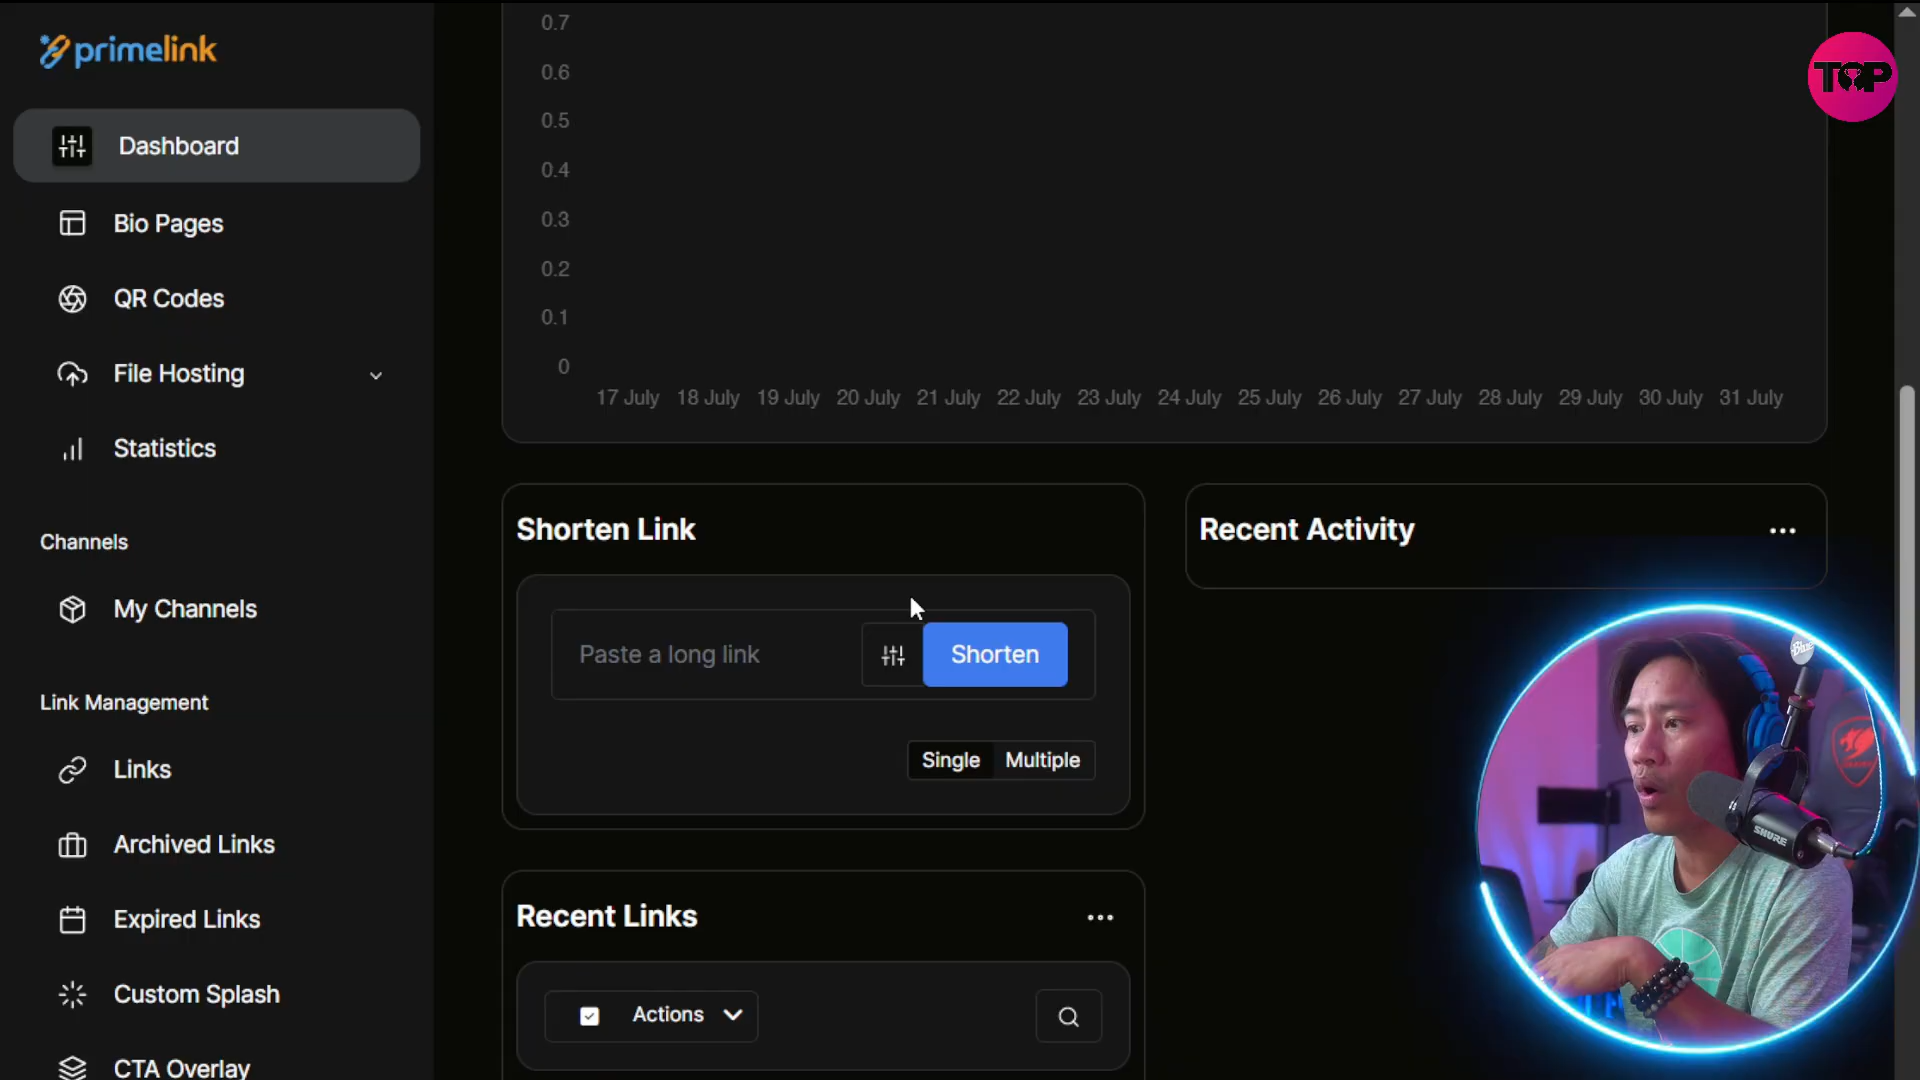 primelink
Dashboard
Bio Pages
QR Codes
File Hosting
Statistics
Channels
My Channels
Link Management
Links
Archived Links
Expired Links
Custom Splash
CTA Overlay
0.7
0.6
0.5
0.4
0.3
0.2
0.1
0
17 July 18 July 19 July 20 July 21 July 22 July 23 July 24 July 25 July 26 July 27 July 28 July 29 July 30 July 31 July
Shorten Link
Paste a long link
Shorten
Single Multiple
Recent Links
Actions
Recent Activity
TOP
Blue
SHURE